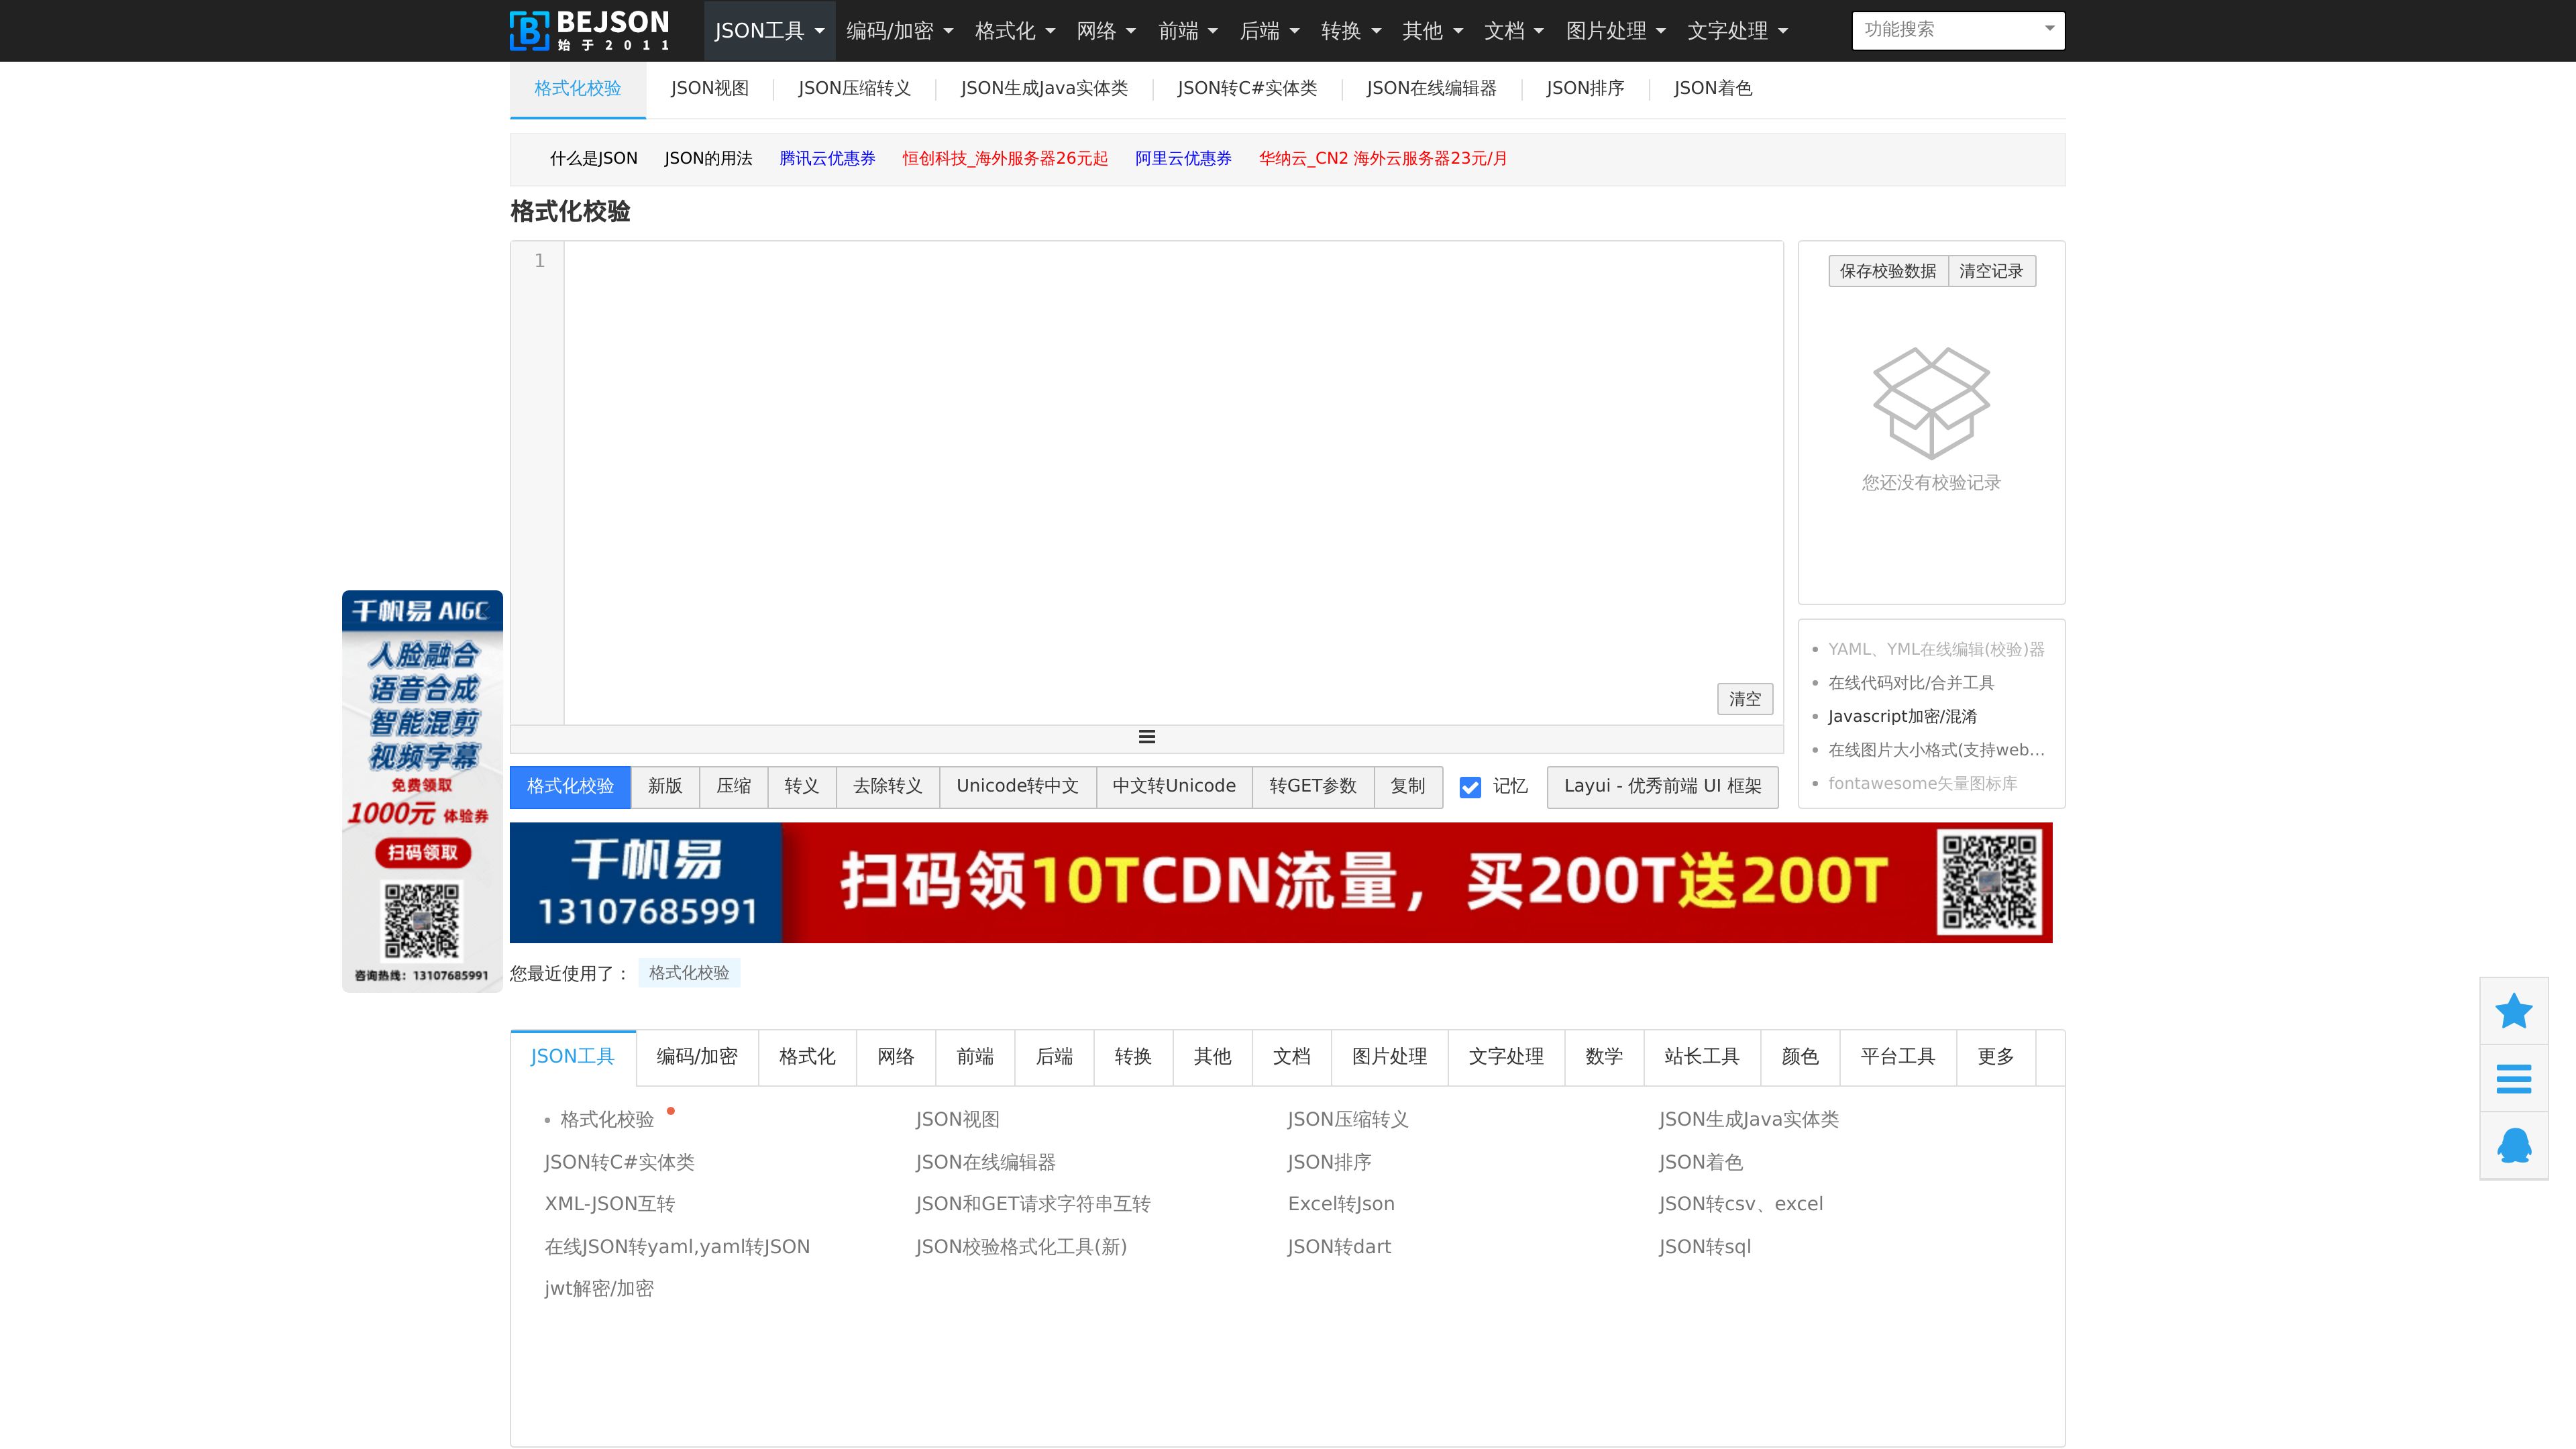 BEJSON
始于2011
JSON工具 编码/加密 格式化 网络 前端 后端 转换 其他 文档 图片处理 文字处理 功能搜索
格式化校验 JSON视图 JSON压缩转义 JSON生成Java实体类 JSON转C#实体类 JSON在线编辑器 JSON排序 JSON着色
什么是JSON JSON的用法 腾讯云优惠券 恒创科技_海外服务器26元起 阿里云优惠券 华纳云_CN2 海外云服务器23元/月
格式化校验
1
清空
保存校验数据 清空记录
您还没有校验记录
YAML、YML在线编辑(校验)器
在线代码对比/合并工具
Javascript加密/混淆
在线图片大小格式(支持web...
fontawesome矢量图标库
格式化校验 新版 压缩 转义 去除转义 Unicode转中文 中文转Unicode 转GET参数 复制 记忆 Layui - 优秀前端 UI 框架
千帆易 AIGC
人脸融合
语音合成
智能混剪
视频字幕
免费领取
1000元 体验券
扫码领取
咨询热线：13107685991
千帆易
13107685991
扫码领10TCDN流量，买200T送200T
您最近使用了： 格式化校验
JSON工具 编码/加密 格式化 网络 前端 后端 转换 其他 文档 图片处理 文字处理 数学 站长工具 颜色 平台工具 更多
格式化校验 JSON视图 JSON压缩转义 JSON生成Java实体类
JSON转C#实体类 JSON在线编辑器 JSON排序 JSON着色
XML-JSON互转 JSON和GET请求字符串互转 Excel转Json JSON转csv、excel
在线JSON转yaml,yaml转JSON JSON校验格式化工具(新) JSON转dart JSON转sql
jwt解密/加密